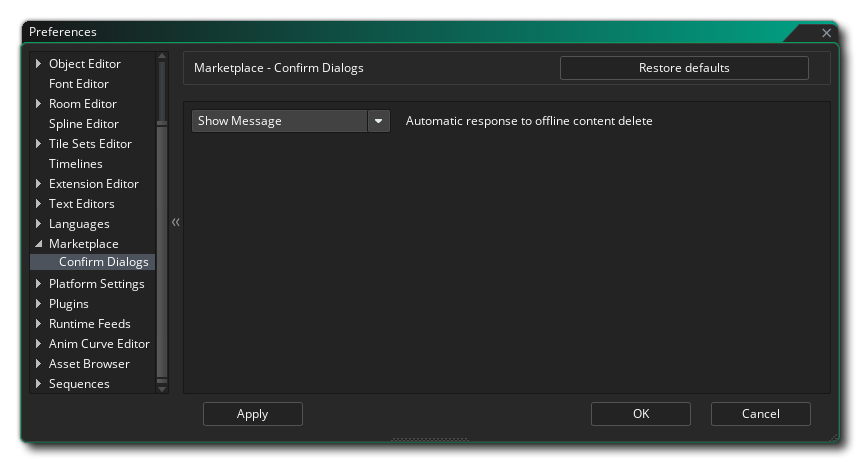 Preferences
Object Editor
Font Editor
Room Editor
Spline Editor
Tile Sets Editor
Timelines
Extension Editor
Text Editors
Languages
Marketplace
Confirm Dialogs
Platform Settings
Plugins
Runtime Feeds
Anim Curve Editor
Asset Browser
Sequences
Marketplace - Confirm Dialogs
Restore defaults
Show Message
Automatic response to offline content delete
Apply
OK
Cancel